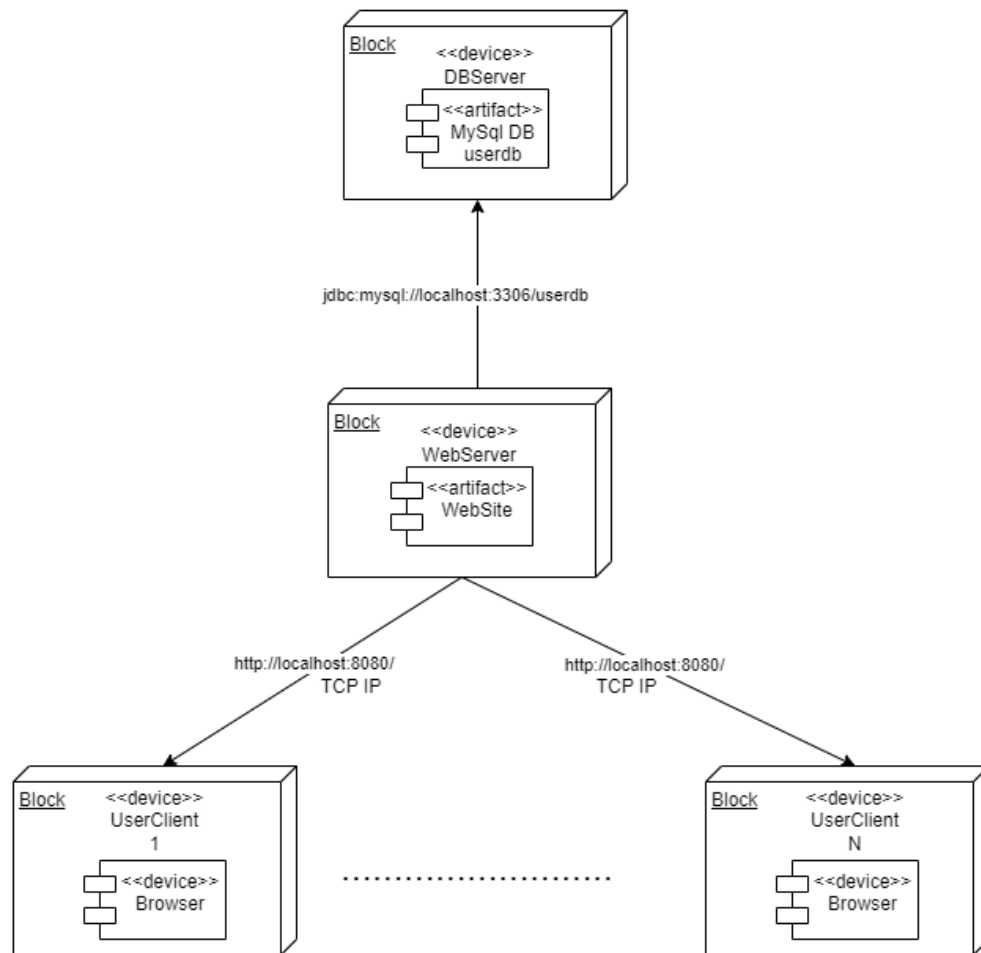 Block
<<device>>
DBServer
<<artifact>>
MySql DB
userdb
jdbc:mysql://localhost:3306/userdb
Block
<<device>>
WebServer
<<artifact>>
WebSite
http://localhost:8080/
TCP IP
http://localhost:8080/
TCP IP
Block
<<device>>
UserClient
1
<<device>>
Browser
Block
<<device>>
UserClient
N
<<device>>
Browser